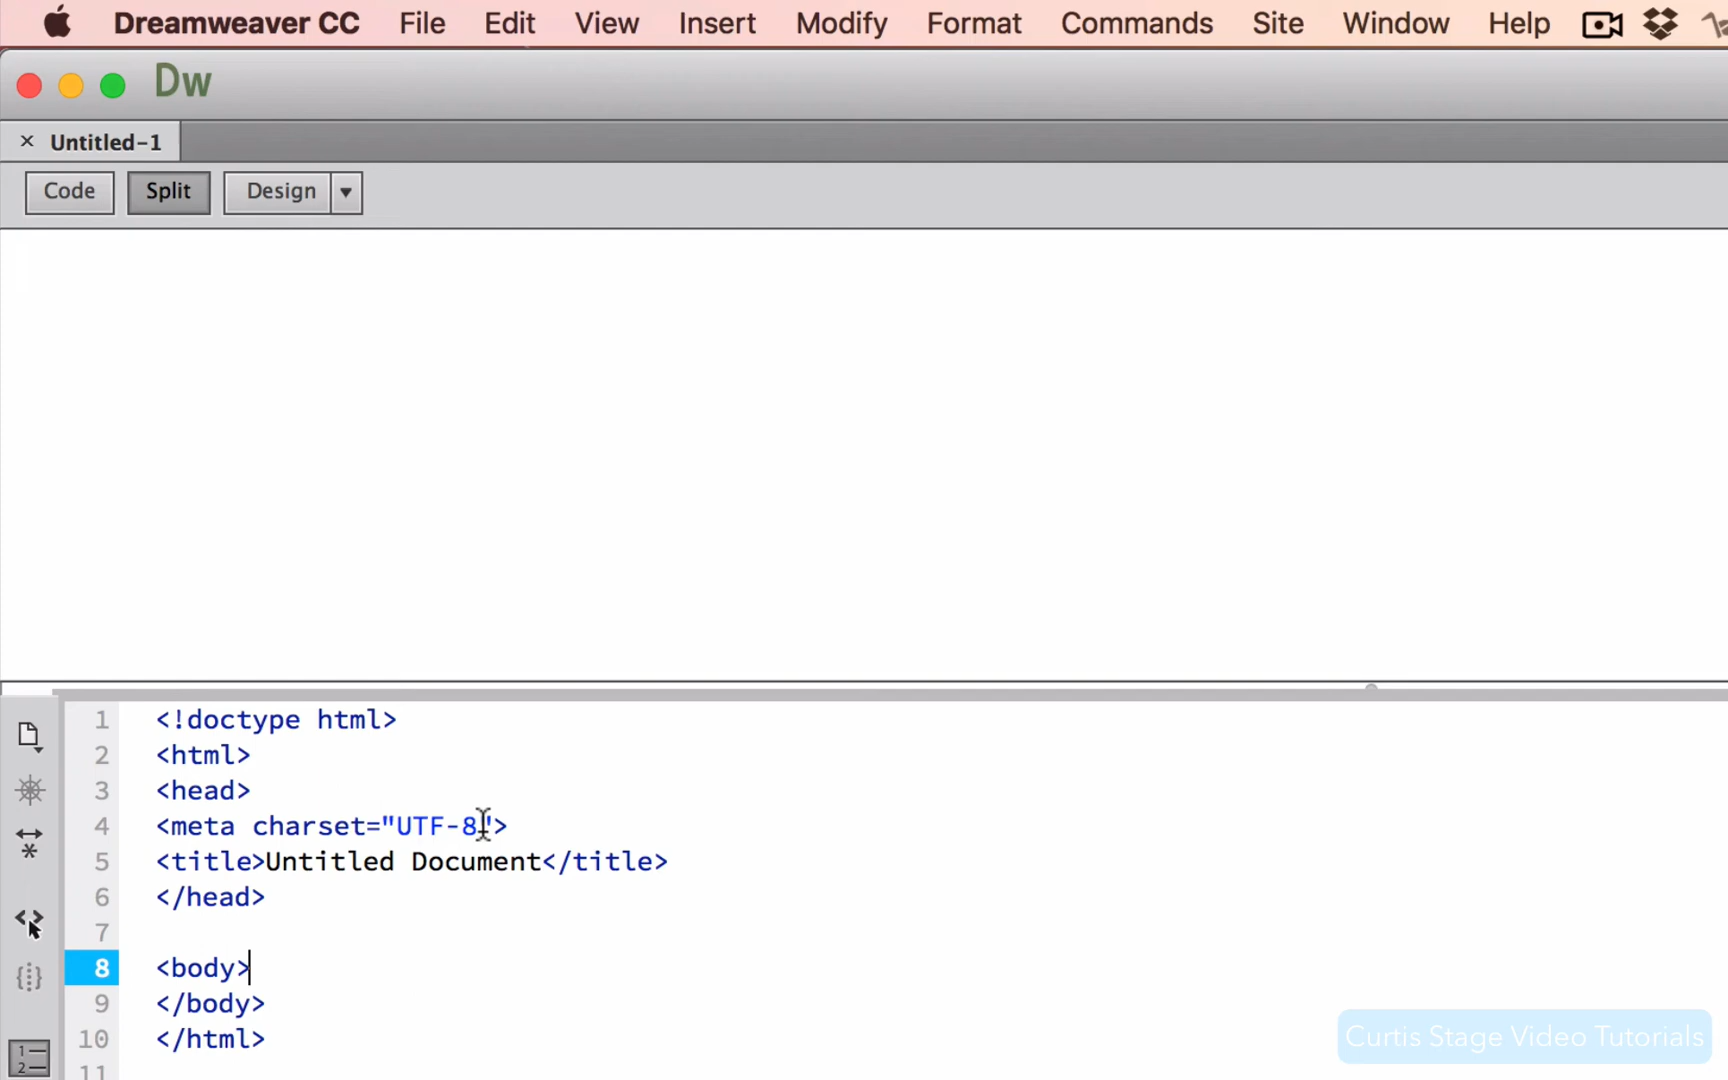 Dreamweaver CC File Edit View Insert Modify Format Commands Site Window Help
Dw
× Untitled-1
Code Split Design
1 <!doctype html>
2 <html>
3 <head>
4 <meta charset="UTF-8">
5 <title>Untitled Document</title>
6 </head>
7
8 <body>
9 </body>
10 </html>
11
Curtis Stage Video Tutorials